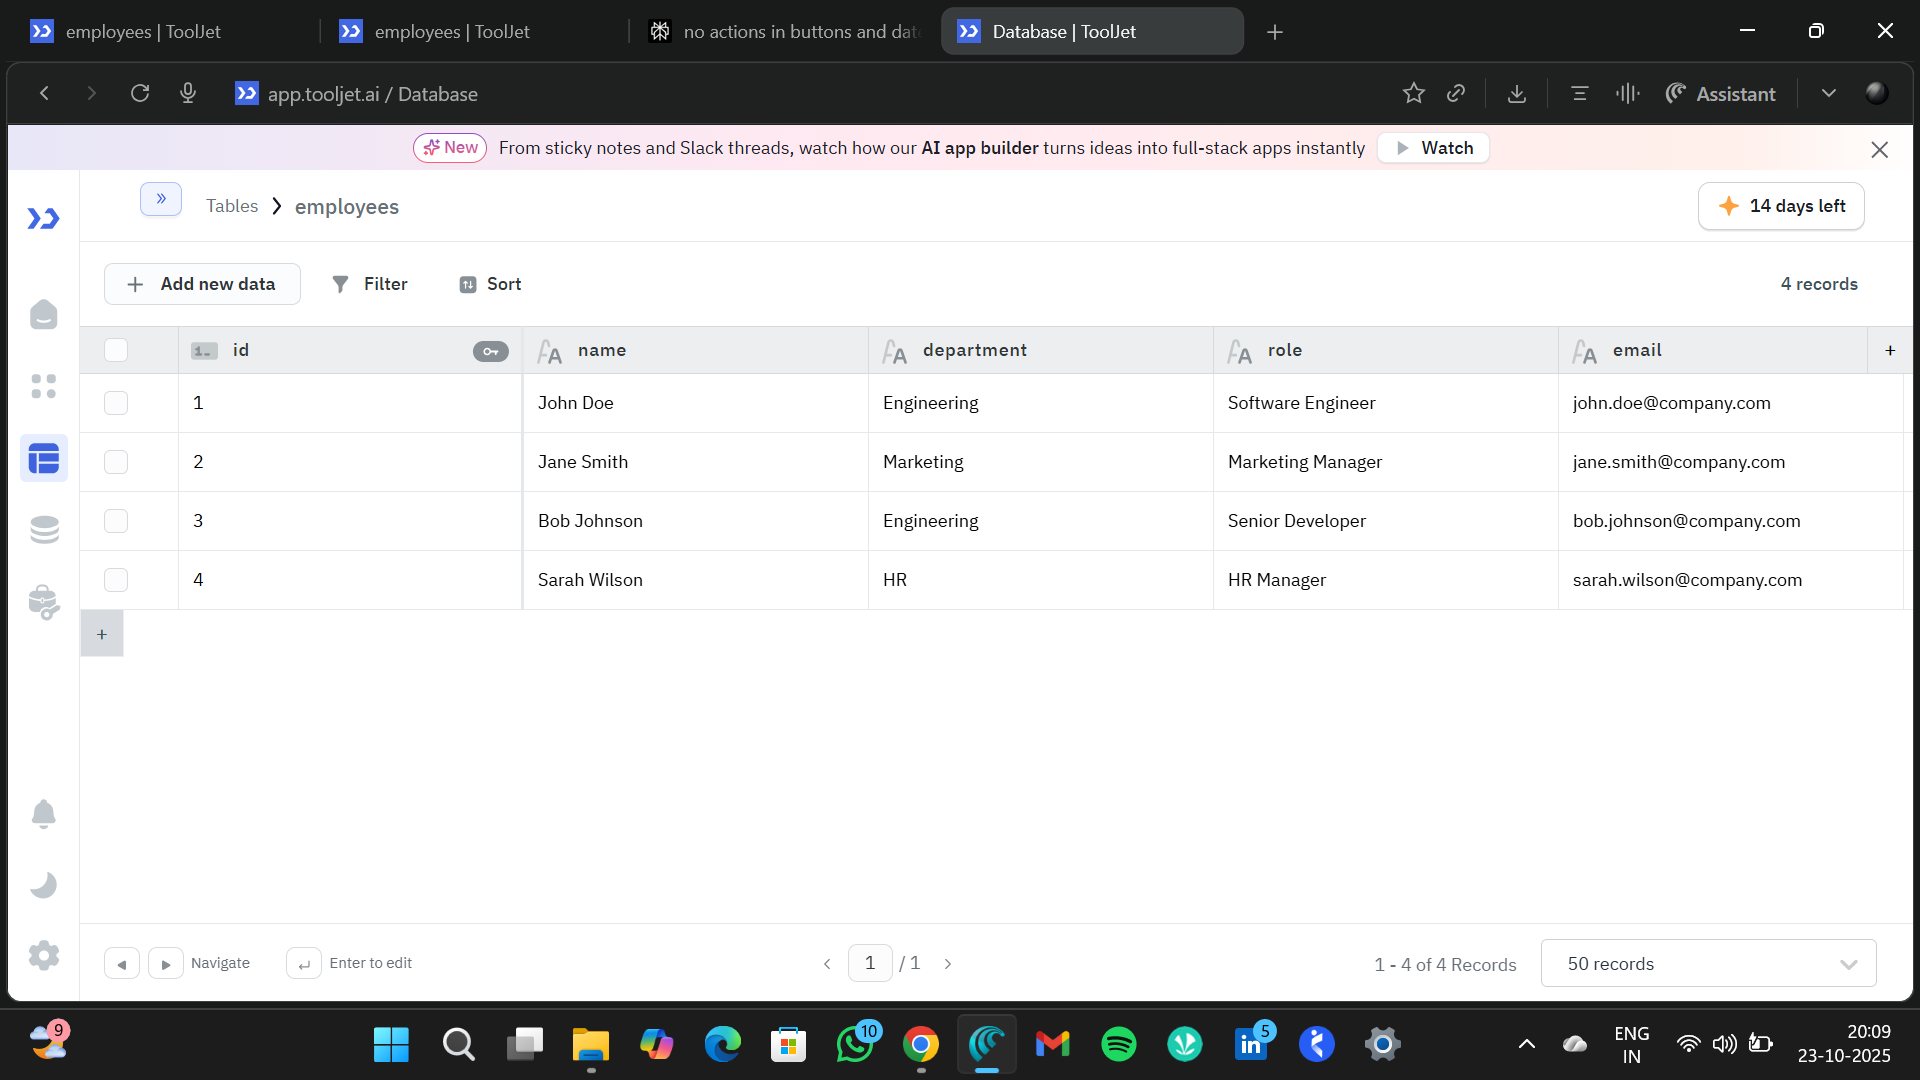 employees | ToolJet
employees | ToolJet
no actions in buttons and dat
Database | ToolJet
app.tooljet.ai / Database
Assistant
New
From sticky notes and Slack threads, watch how our AI app builder turns ideas into full-stack apps instantly
Watch
Tables
employees
14 days left
Add new data
Filter
Sort
4 records
id
name
department
role
email
1
John Doe
Engineering
Software Engineer
john.doe@company.com
2
Jane Smith
Marketing
Marketing Manager
jane.smith@company.com
3
Bob Johnson
Engineering
Senior Developer
bob.johnson@company.com
4
Sarah Wilson
HR
HR Manager
sarah.wilson@company.com
+
Navigate
Enter to edit
1
/ 1
1 - 4 of 4 Records
50 records
9
10
in
5
ENG
IN
20:09
23-10-2025